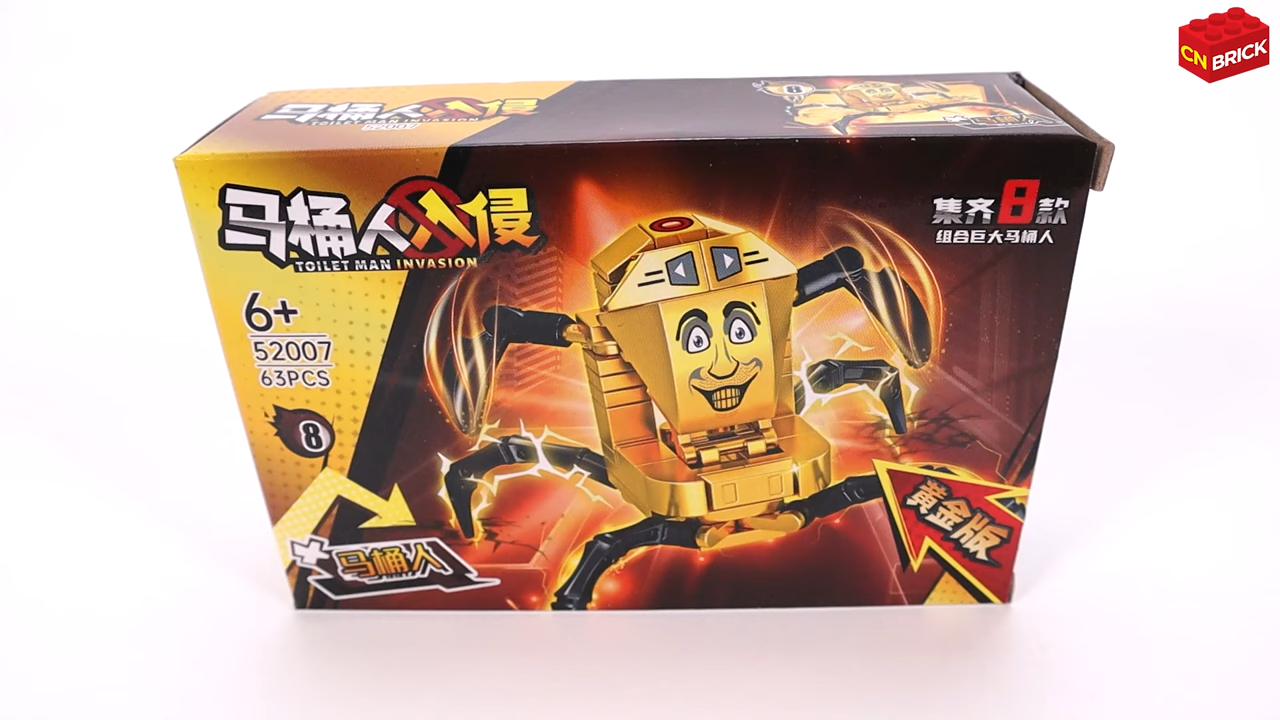 CN BRICK
马桶人入侵
TOILET MAN INVASION
52007
8
马桶人入侵
TOILET MAN INVASION
集齐8款
组合巨大马桶人
6+
52007
63PCS
8
马桶人
黄金版